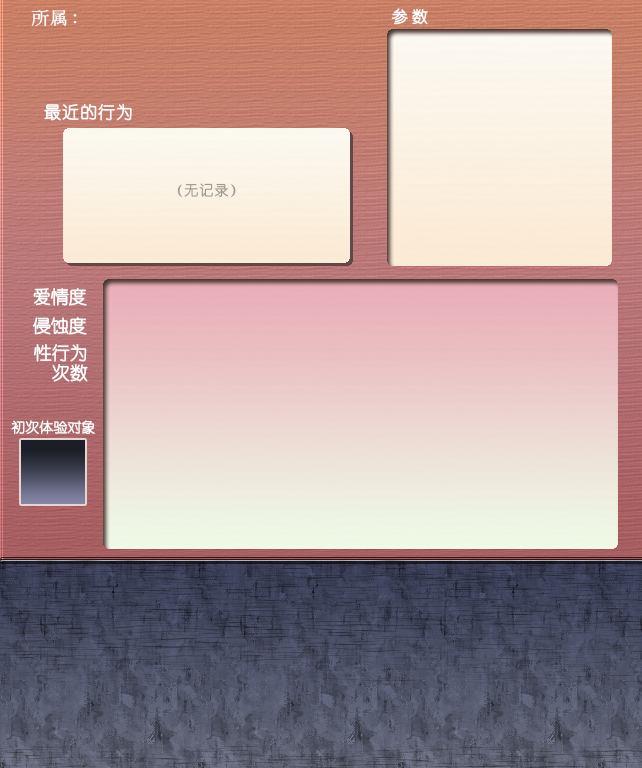 所属：
参数
最近的行为
（无记录）
爱情度
侵蚀度
性行为
次数
初次体验对象